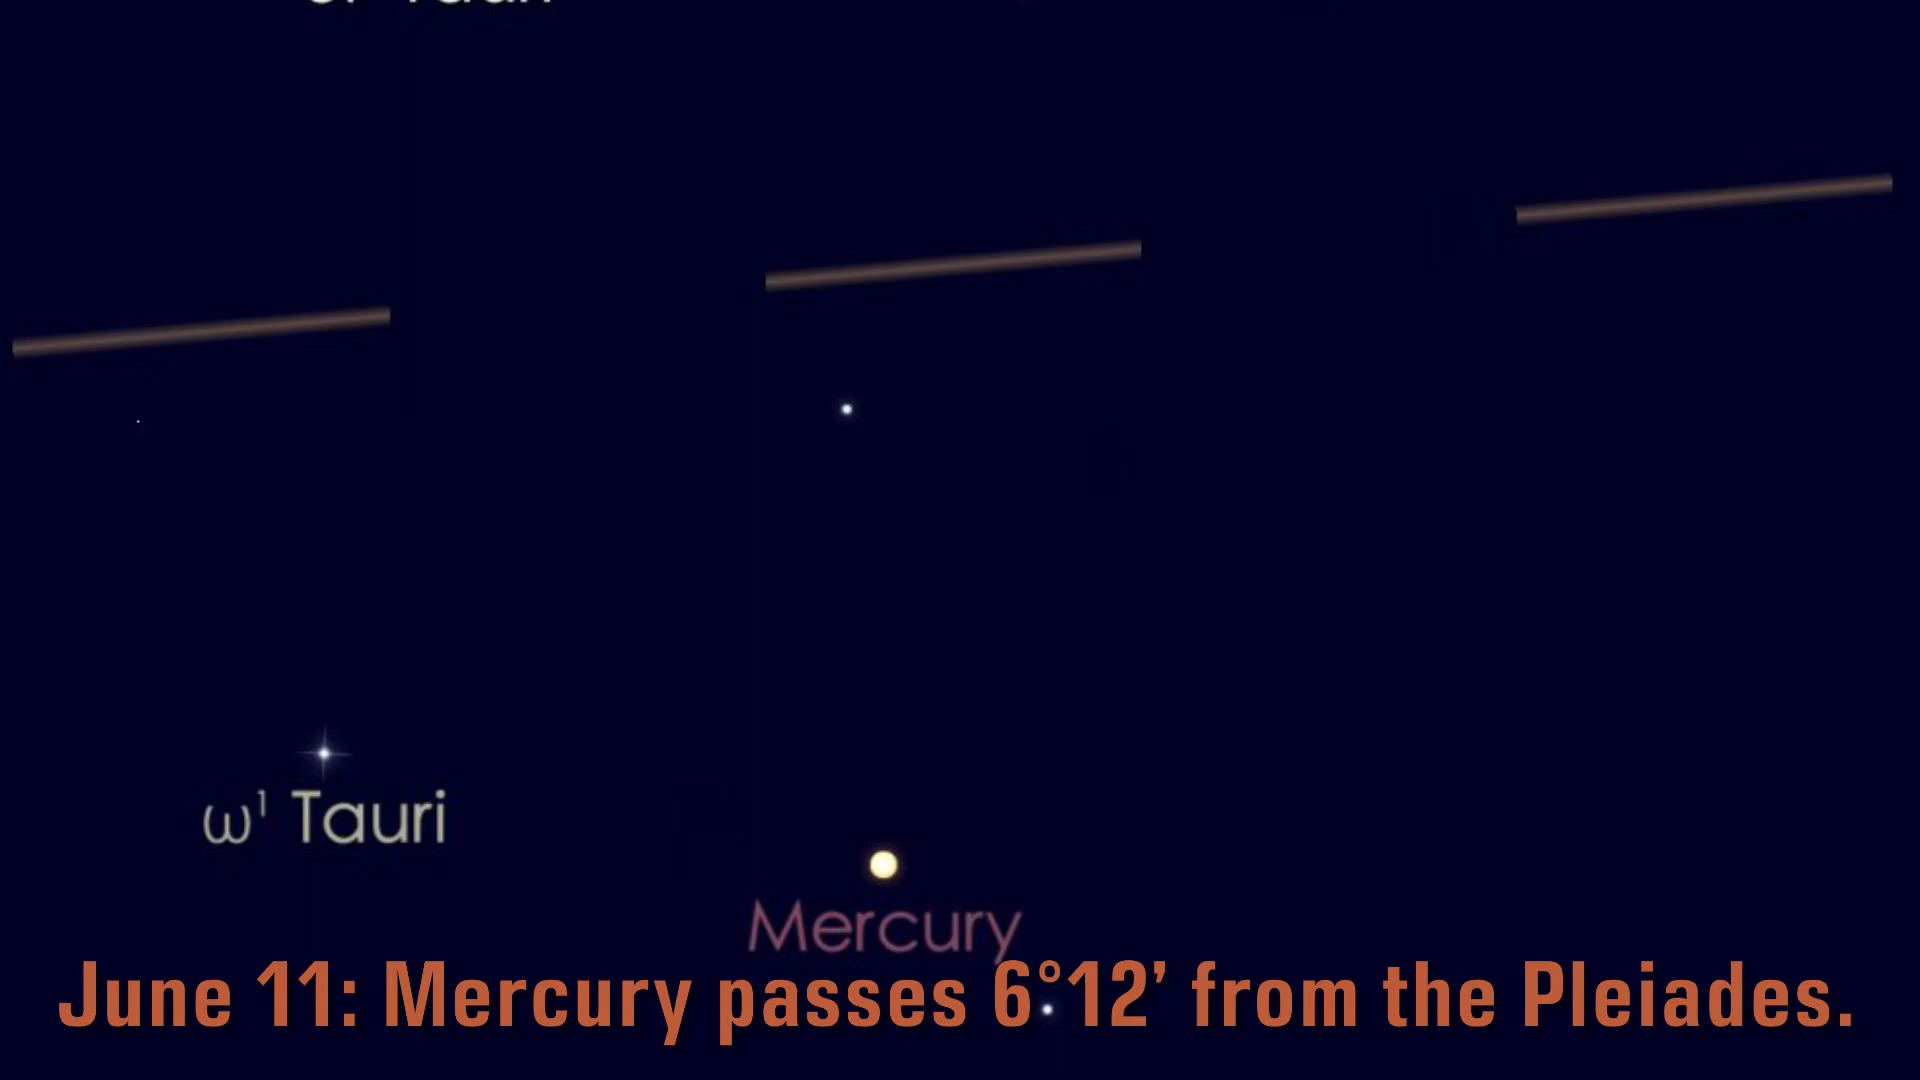 ω¹ Tauri
Mercury
June 11: Mercury passes 6°12’ from the Pleiades.